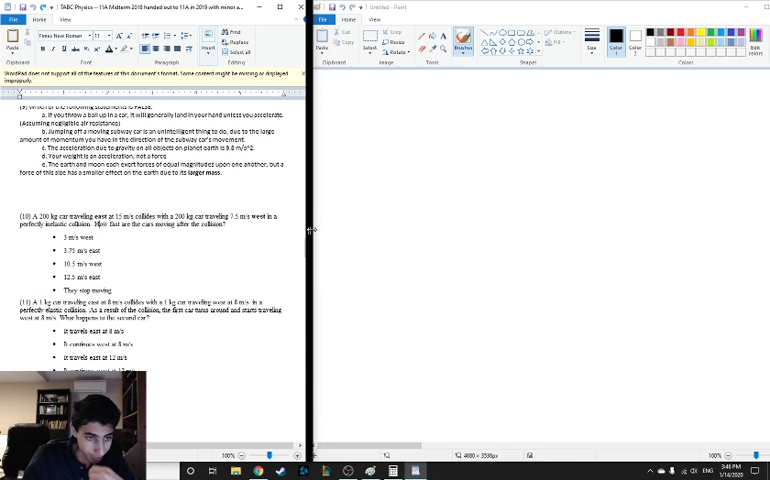 TABC Physics -- 11A Midterm 2018 handed out to 11A in 2019 with minor a...
Untitled - Paint
File Home View
File Home View
Paste
Times New Roman 11
Insert
Find
Replace
Select all
Clipboard Font Paragraph Editing
Paste
Select
Crop
Resize
Rotate
Brushes
Outline
Fill
Size
Color 1
Color 2
Edit colors
Clipboard Image Tools Shapes Colors
WordPad does not support all of the features of this document's format. Some content might be missing or displayed
improperly.
Which of the following statements is FALSE.
a. If you throw a ball up in a car, it will generally land in your hand unless you accelerate.
(Assuming negligible air resistance)
b. Jumping off a moving subway car is an unintelligent thing to do, due to the large
amount of momentum you have in the direction of the subway car's movement.
c. The acceleration due to gravity on all objects on planet earth is 9.8 m/s^2.
d. Your weight is an acceleration, not a force
e. The earth and moon each exert forces of equal magnitudes upon one another, but a
force of this size has a smaller effect on the earth due to its larger mass.
(10) A 200 kg car traveling east at 15 m/s collides with a 200 kg car traveling 7.5 m/s west in a
perfectly inelastic collision. How fast are the cars moving after the collision?
• 3 m/s west
• 3.75 m/s east
• 10.5 m/s west
• 12.5 m/s east
• They stop moving
(11) A 1 kg car traveling east at 8 m/s collides with a 1 kg car traveling west at 8 m/s in a
perfectly elastic collision. As a result of the collision, the first car turns around and starts traveling
west at 8 m/s. What happens to the second car?
• It travels east at 8 m/s
• It continues west at 8 m/s
• It travels east at 12 m/s
100%
4680 × 3536px
100%
3:46 PM
1/14/2020